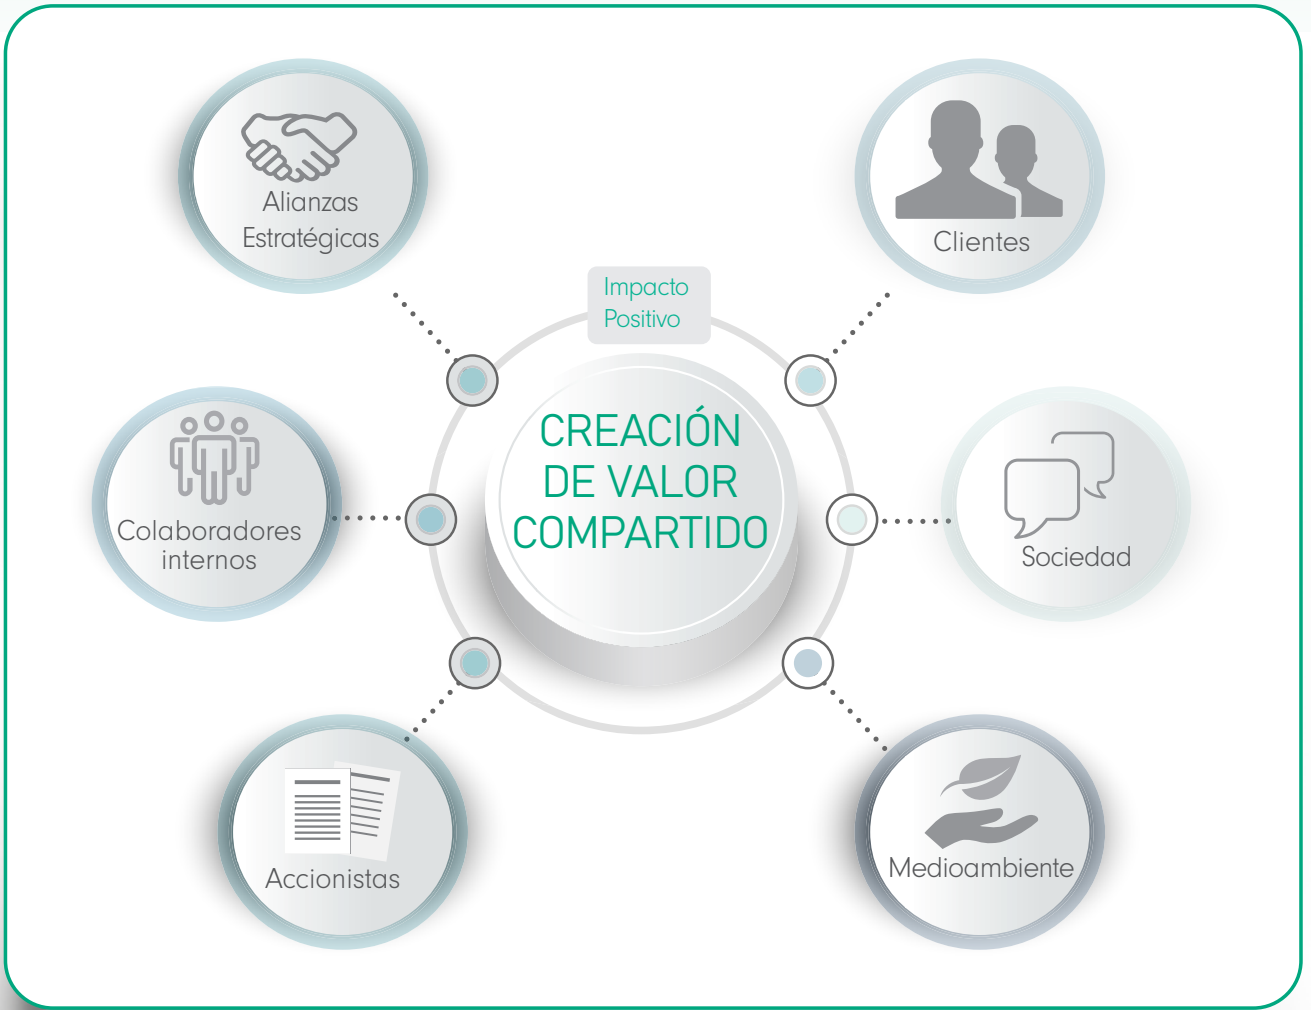 Alianzas
Estratégicas
Clientes
Impacto
Positivo
CREACIÓN
DE VALOR
COMPARTIDO
Colaboradores
internos
Sociedad
Accionistas
Medioambiente